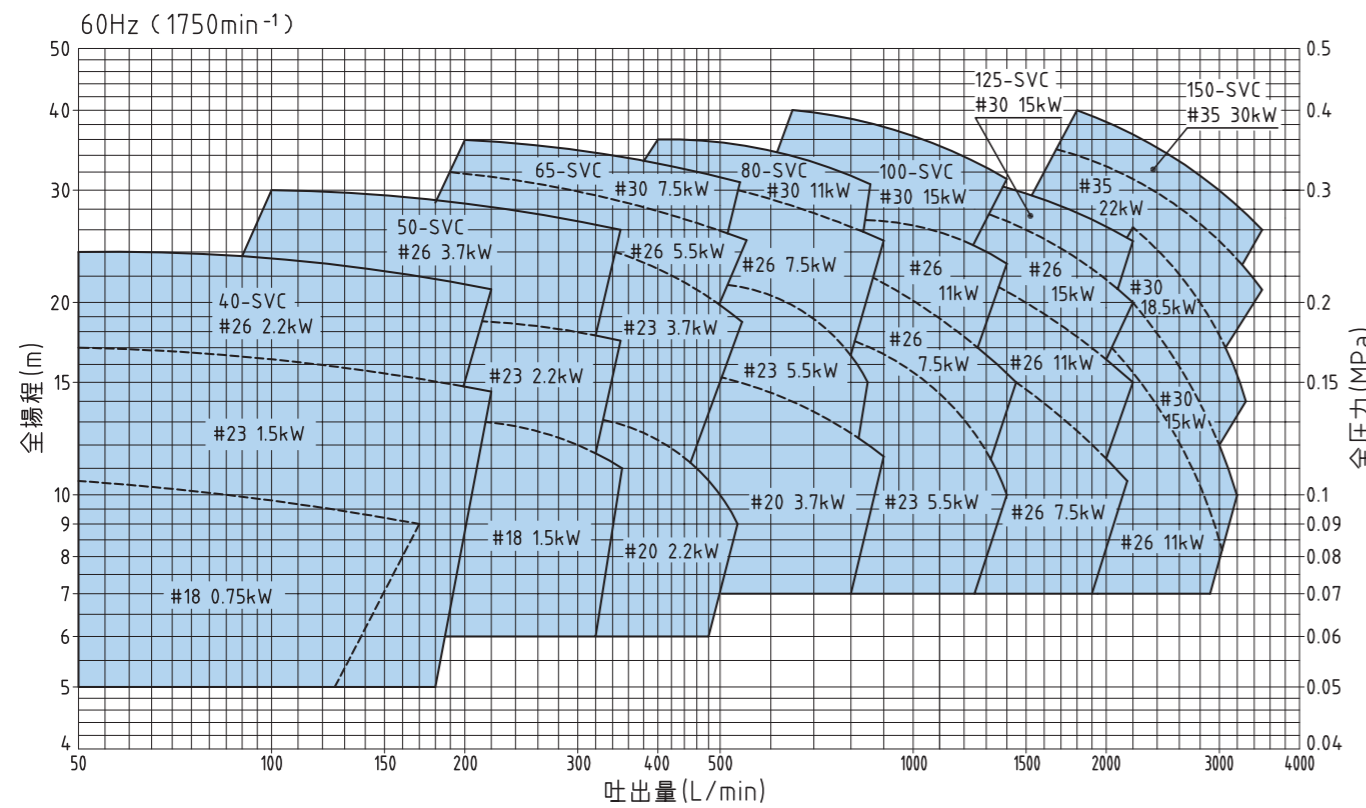 60Hz (1750min⁻¹)
50
40
30
20
15
10
9
8
7
6
5
4
全揚程(m)
0.5
0.4
0.3
0.2
0.15
0.1
0.09
0.08
0.07
0.06
0.05
0.04
全圧力(MPa)
50
100
150
200
300
400
500
1000
1500
2000
3000
4000
吐出量(L/min)
40-SVC
#26 2.2kW
#23 1.5kW
#18 0.75kW
50-SVC
#26 3.7kW
#23 2.2kW
#18 1.5kW
65-SVC
#30 7.5kW
#26 5.5kW
#23 3.7kW
#20 2.2kW
80-SVC
#30 11kW
#26 7.5kW
#23 5.5kW
#20 3.7kW
100-SVC
#30 15kW
#26
11kW
#26
7.5kW
#23 5.5kW
125-SVC
#30 15kW
#26
15kW
#26 11kW
#26 7.5kW
150-SVC
#35 30kW
#35
22kW
#30
18.5kW
#30
15kW
#26 11kW